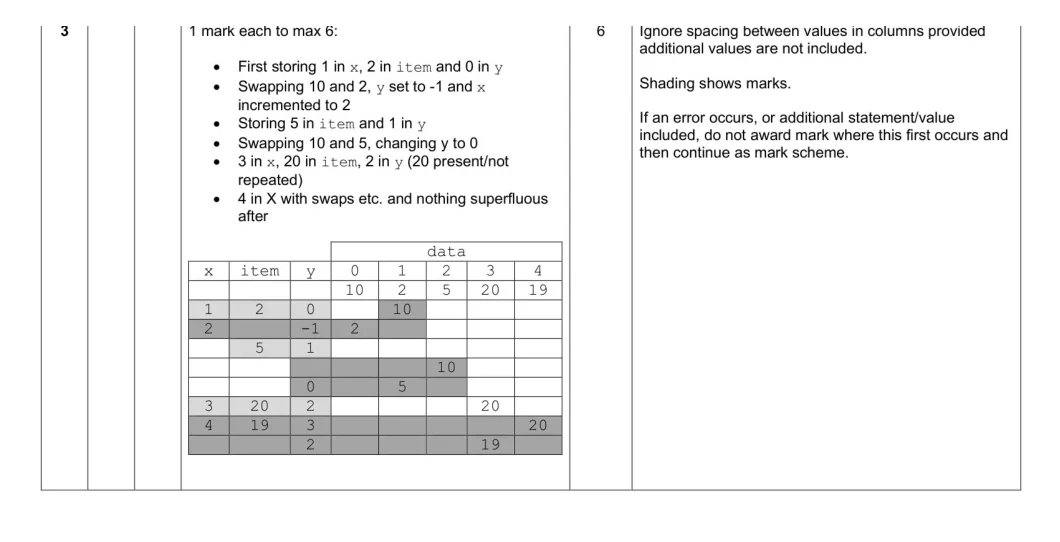 3 1 mark each to max 6: 6 Ignore spacing between values in columns provided
additional values are not included.
• First storing 1 in x, 2 in item and 0 in y
• Swapping 10 and 2, y set to -1 and x
incremented to 2
• Storing 5 in item and 1 in y
• Swapping 10 and 5, changing y to 0
• 3 in x, 20 in item, 2 in y (20 present/not
repeated)
• 4 in X with swaps etc. and nothing superfluous
after
Shading shows marks.
If an error occurs, or additional statement/value
included, do not award mark where this first occurs and
then continue as mark scheme.
data
x item y 0 1 2 3 4
10 2 5 20 19
1 2 0 10
2 -1 2
5 1
10
0 5
3 20 2 20
4 19 3 20
2 19